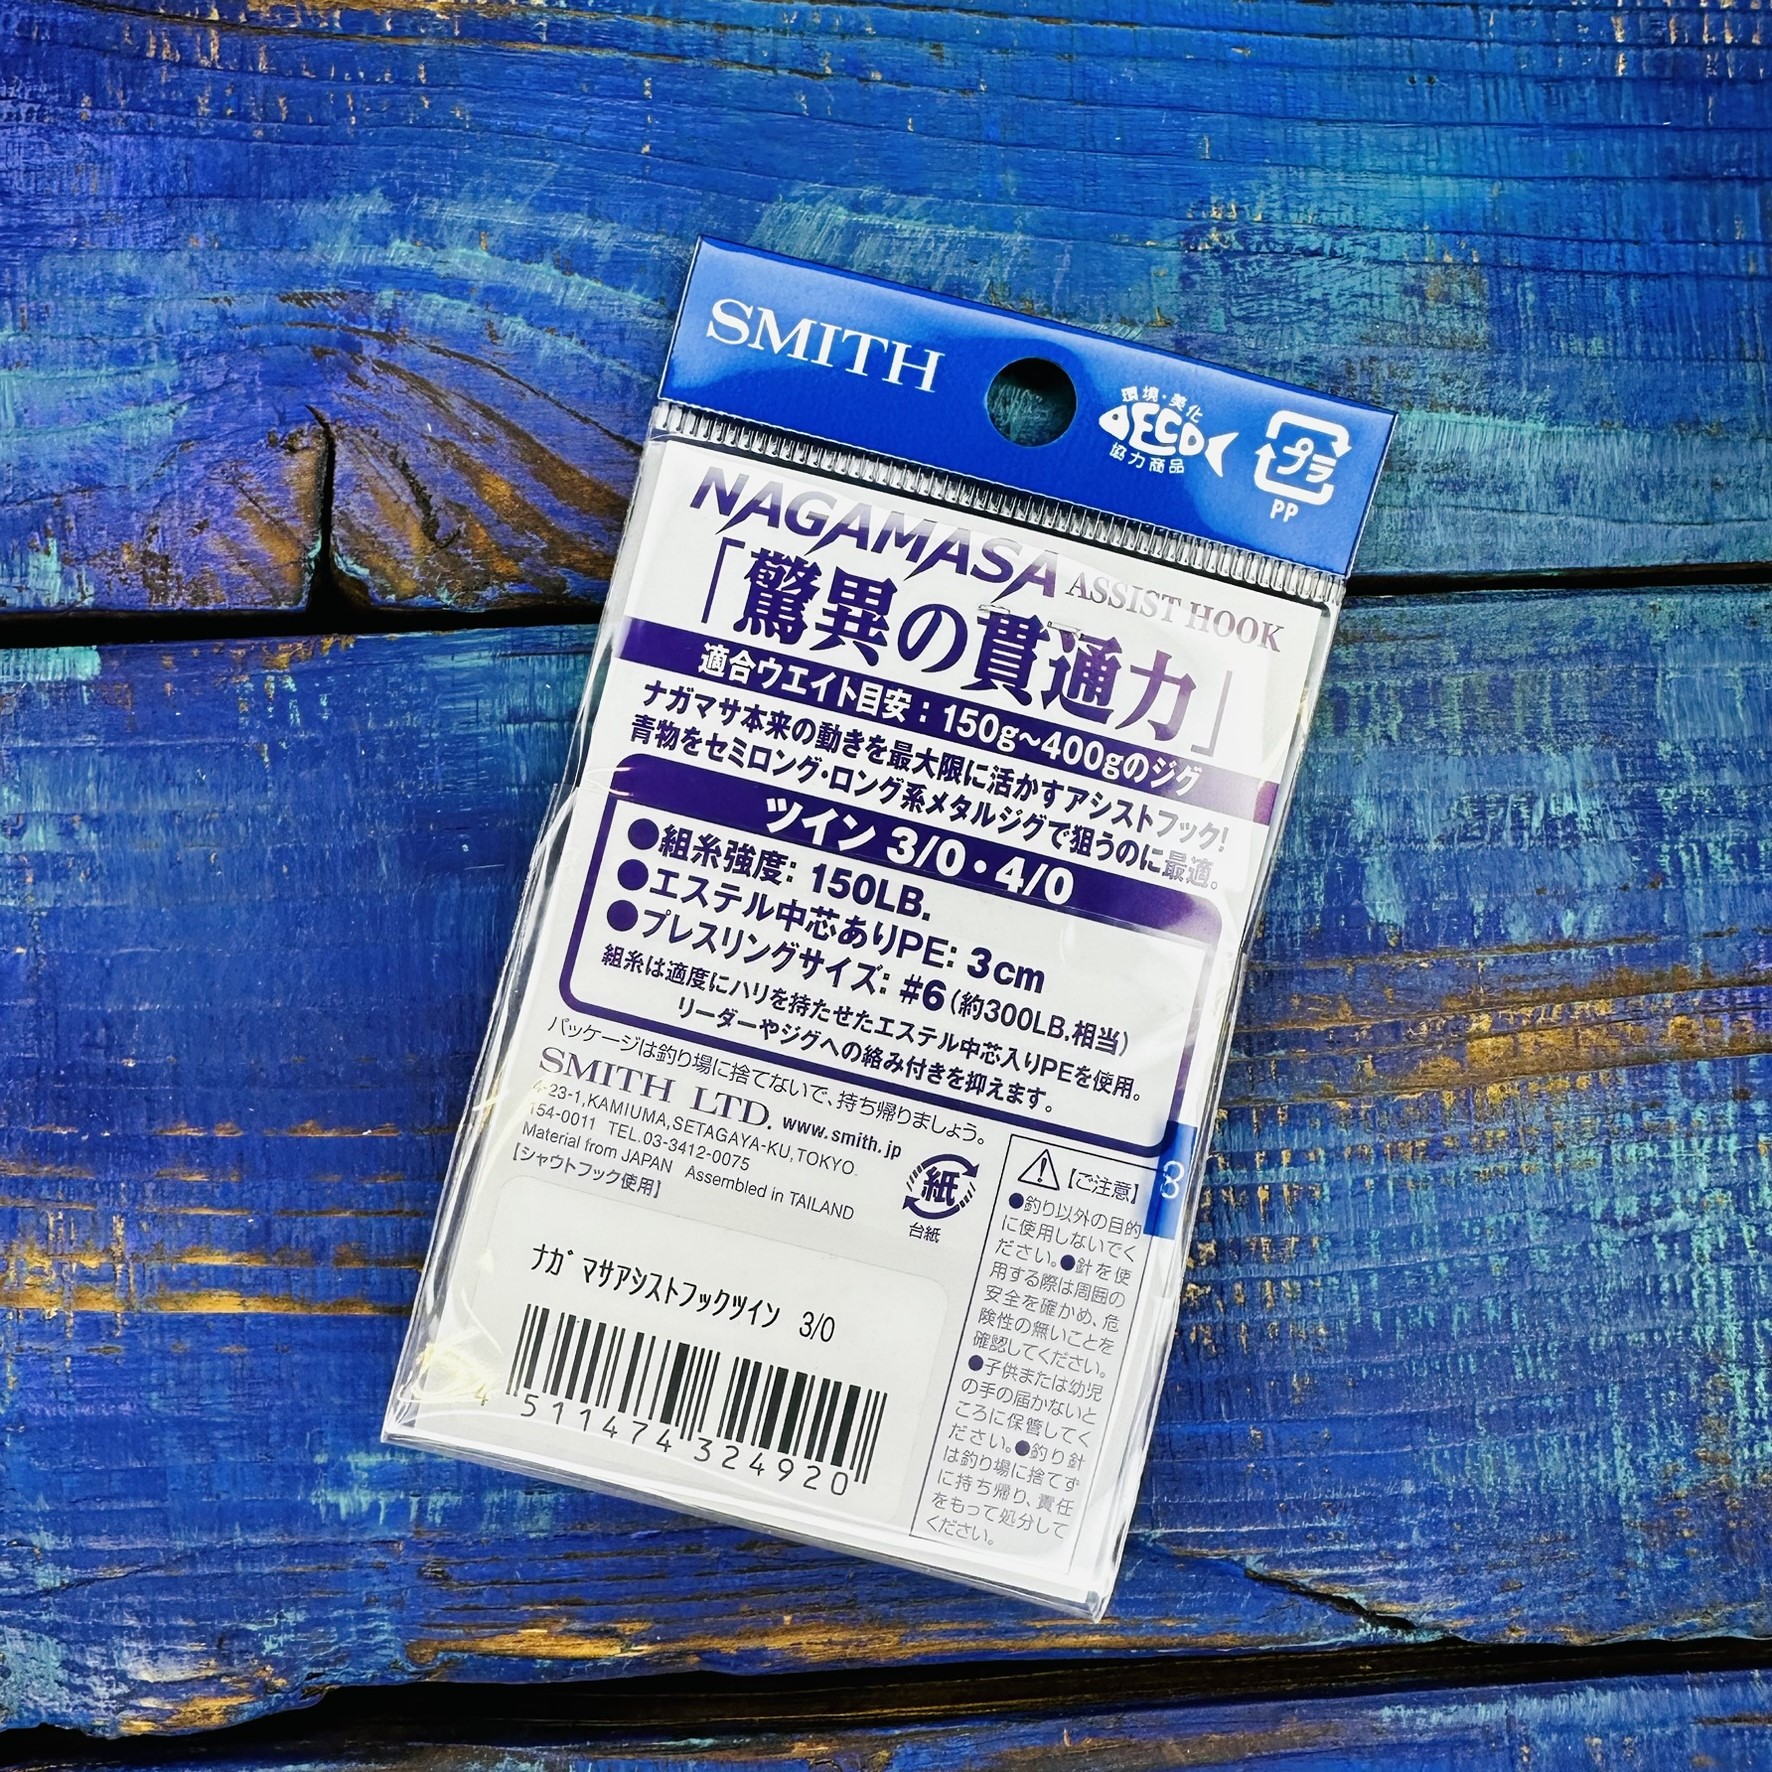 SMITH
環境・美化
ECO
協力商品
プラ
PP
NAGAMASA ASSIST HOOK
「驚異の貫通力」
適合ウエイト目安：150g〜400gのジグ
ナガマサ本来の動きを最大限に活かすアシストフック!
青物をセミロング・ロング系メタルジグで狙うのに最適。
ツイン 3/0・4/0
●組糸強度: 150LB.
●エステル中芯ありPE: 3cm
●プレスリングサイズ: #6(約300LB.相当)
組糸は適度にハリを持たせたエステル中芯入りPEを使用。
リーダーやジグへの絡み付きを抑えます。
パッケージは釣り場に捨てないで、持ち帰りましょう。
SMITH LTD. www.smith.jp
4-23-1,KAMIUMA,SETAGAYA-KU,TOKYO.
154-0011 TEL.03-3412-0075
Material from JAPAN Assembled in TAILAND
【シャウトフック使用】
紙
台紙
ﾅｶﾞﾏｻｱｼｽﾄﾌｯｸﾂｲﾝ 3/0
4 511474 324920
【ご注意】
●釣り以外の目的
に使用しないでく
ださい。●針を使
用する際は周囲の
安全を確かめ、危
険性の無いことを
確認してください。
●子供または幼児
の手の届かないと
ころに保管してく
ださい。●釣り針
は釣り場に捨てず
に持ち帰り、責任
をもって処分して
ください。